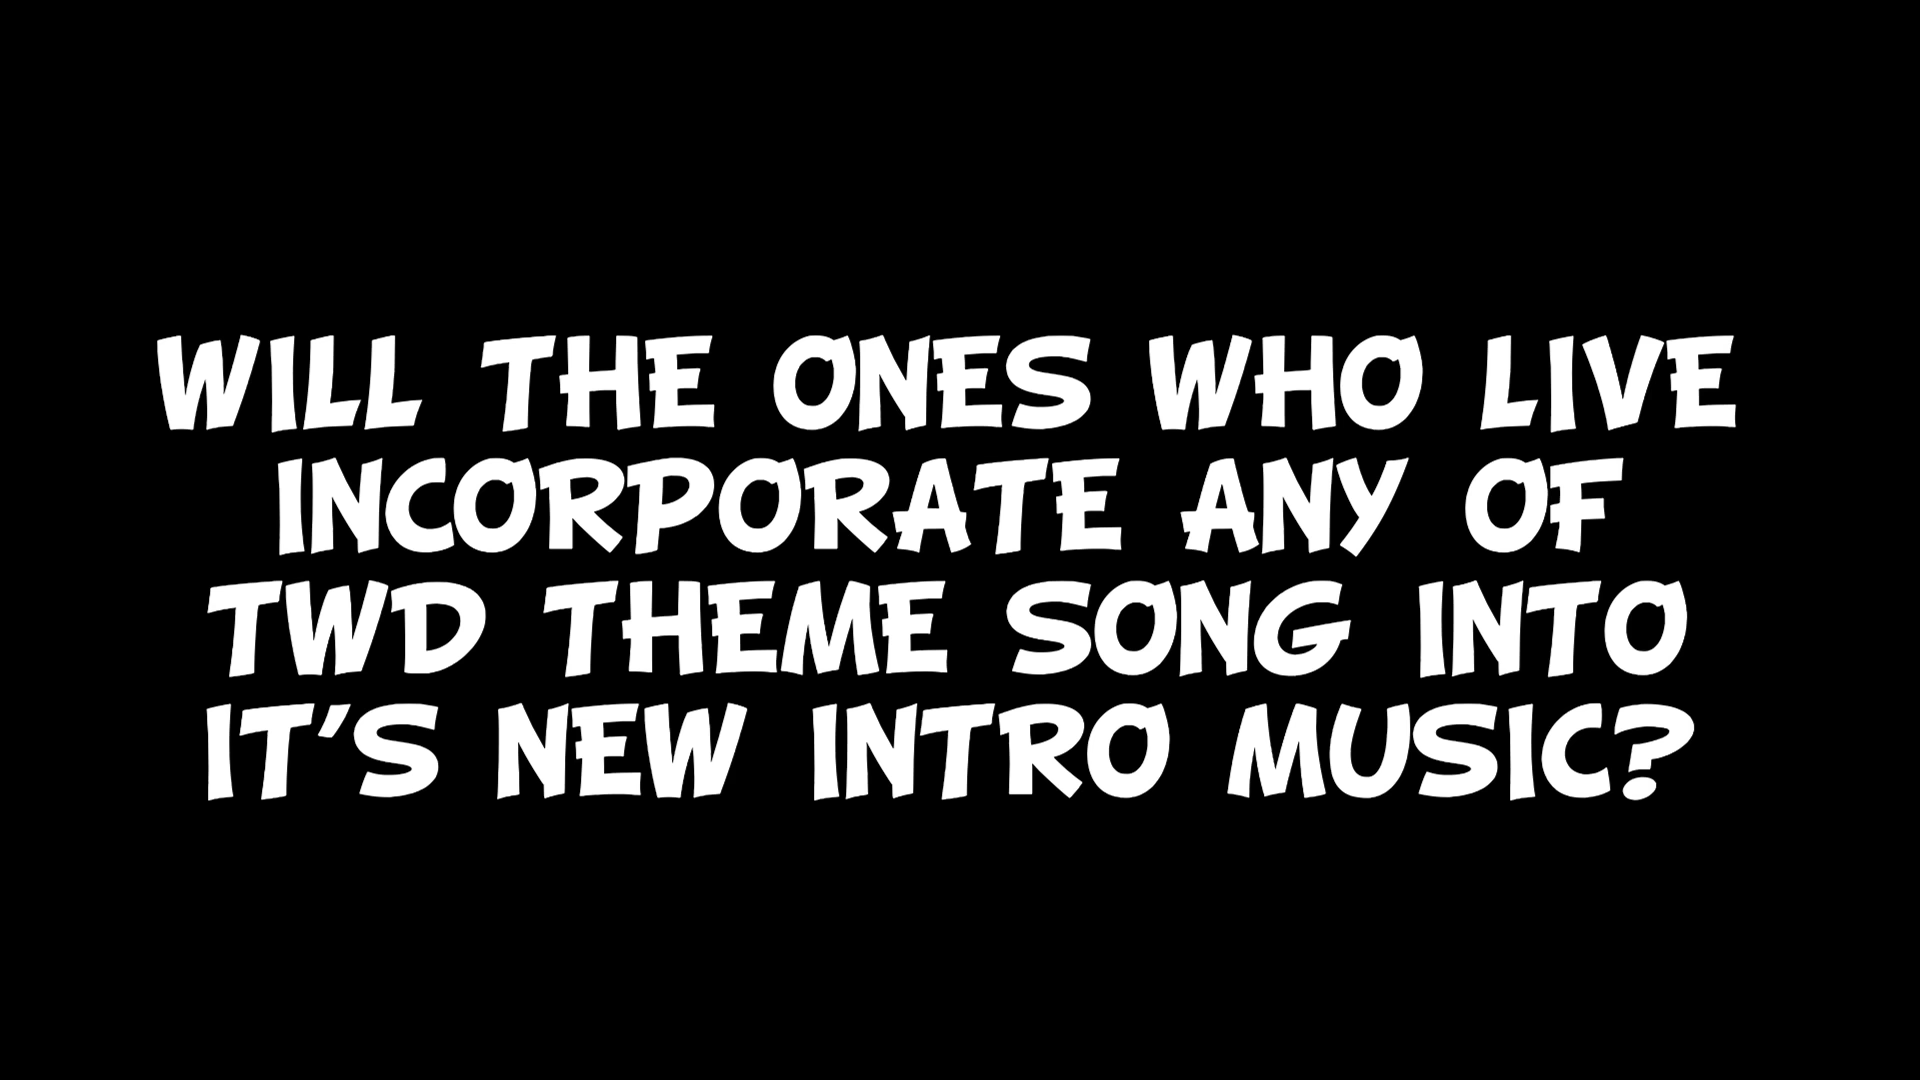 WILL THE ONES WHO LIVE
INCORPORATE ANY OF
TWD THEME SONG INTO
IT'S NEW INTRO MUSIC?